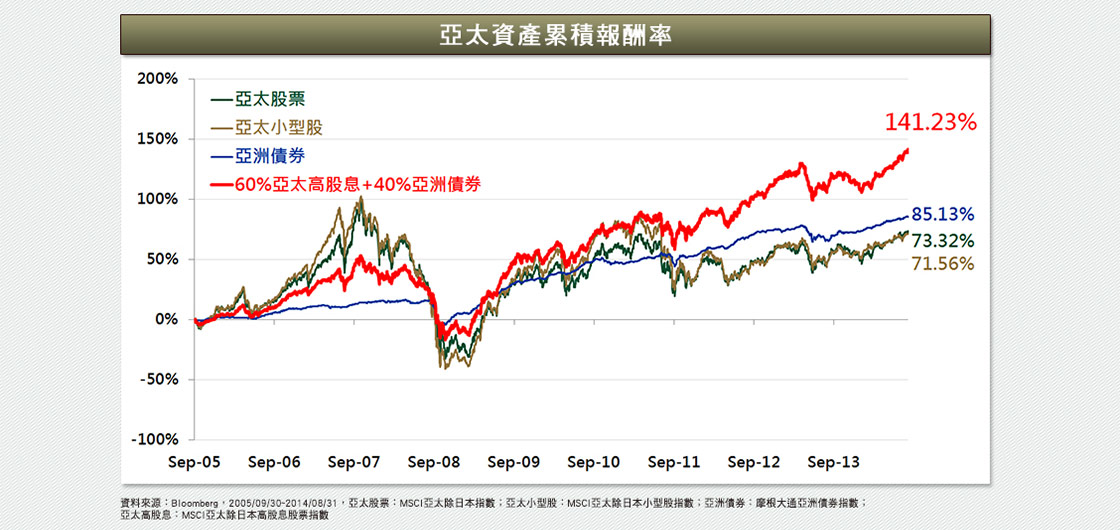 亞太資產累積報酬率
200%
150%
100%
50%
0%
-50%
-100%
亞太股票
亞太小型股
亞洲債券
60%亞太高股息+40%亞洲債券
141.23%
85.13%
73.32%
71.56%
Sep-05 Sep-06 Sep-07 Sep-08 Sep-09 Sep-10 Sep-11 Sep-12 Sep-13
資料來源：Bloomberg，2005/09/30-2014/08/31，亞太股票：MSCI亞太除日本指數；亞太小型股：MSCI亞太除日本小型股指數；亞洲債券：摩根大通亞洲債券指數；
亞太高股息：MSCI亞太除日本高股息股票指數